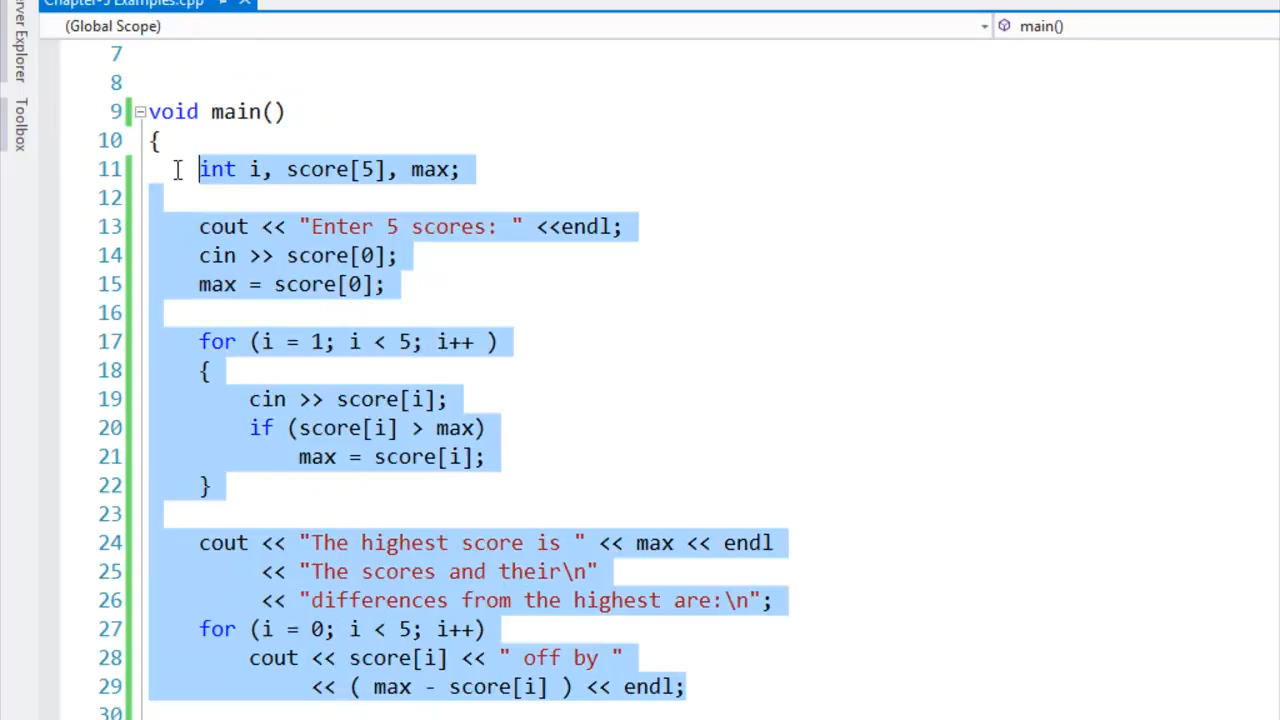 Chapter-5 Examples.cpp
(Global Scope)
main()
Explorer
Toolbox
7
8
9 void main()
10 {
11 int i, score[5], max;
12
13 cout << "Enter 5 scores: " <<endl;
14 cin >> score[0];
15 max = score[0];
16
17 for (i = 1; i < 5; i++ )
18 {
19 cin >> score[i];
20 if (score[i] > max)
21 max = score[i];
22 }
23
24 cout << "The highest score is " << max << endl
25 << "The scores and their\n"
26 << "differences from the highest are:\n";
27 for (i = 0; i < 5; i++)
28 cout << score[i] << " off by "
29 << ( max - score[i] ) << endl;
30